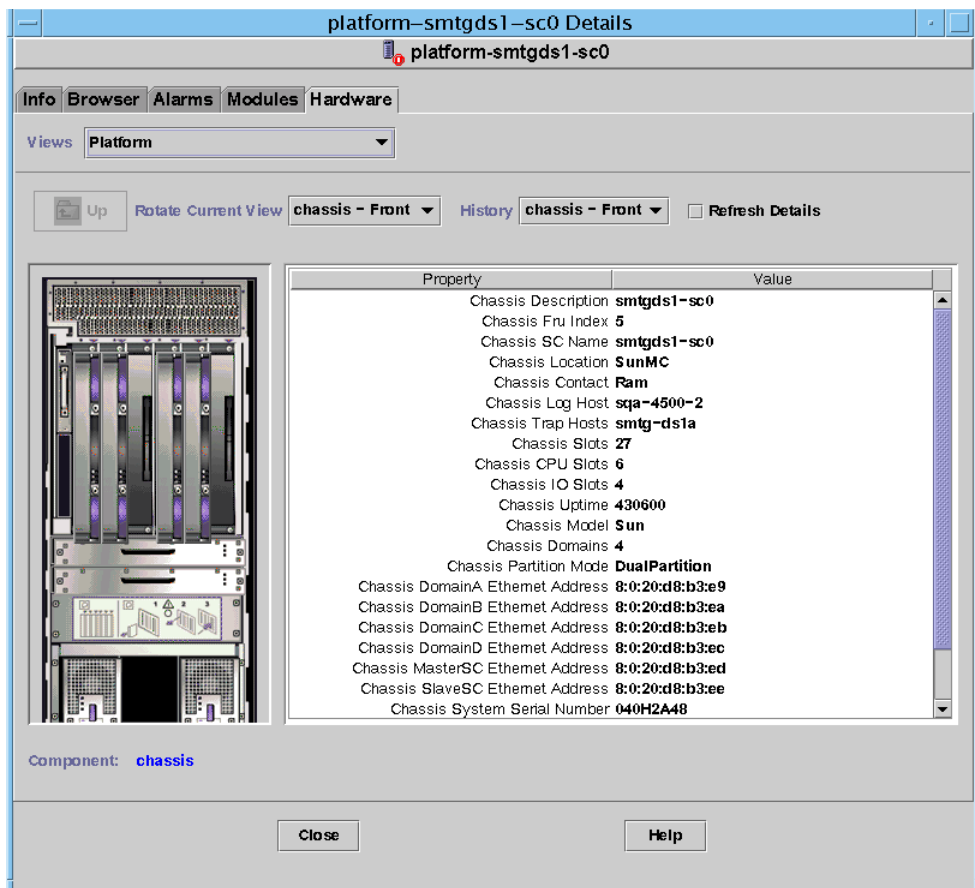 platform-smtgds1-sc0 Details
platform-smtgds1-sc0
Info Browser Alarms Modules Hardware
Views Platform
Up Rotate Current View chassis - Front History chassis - Front Refresh Details
Property Value
Chassis Description smtgds1-sc0
Chassis Fru Index 5
Chassis SC Name smtgds1-sc0
Chassis Location SunMC
Chassis Contact Ram
Chassis Log Host sqa-4500-2
Chassis Trap Hosts smtg-ds1a
Chassis Slots 27
Chassis CPU Slots 6
Chassis IO Slots 4
Chassis Uptime 430600
Chassis Model Sun
Chassis Domains 4
Chassis Partition Mode DualPartition
Chassis DomainA Ethernet Address 8:0:20:d8:b3:e9
Chassis DomainB Ethernet Address 8:0:20:d8:b3:ea
Chassis DomainC Ethernet Address 8:0:20:d8:b3:eb
Chassis DomainD Ethernet Address 8:0:20:d8:b3:ec
Chassis MasterSC Ethernet Address 8:0:20:d8:b3:ed
Chassis SlaveSC Ethernet Address 8:0:20:d8:b3:ee
Chassis System Serial Number 040H2A48
1 2 3
Component: chassis
Close Help